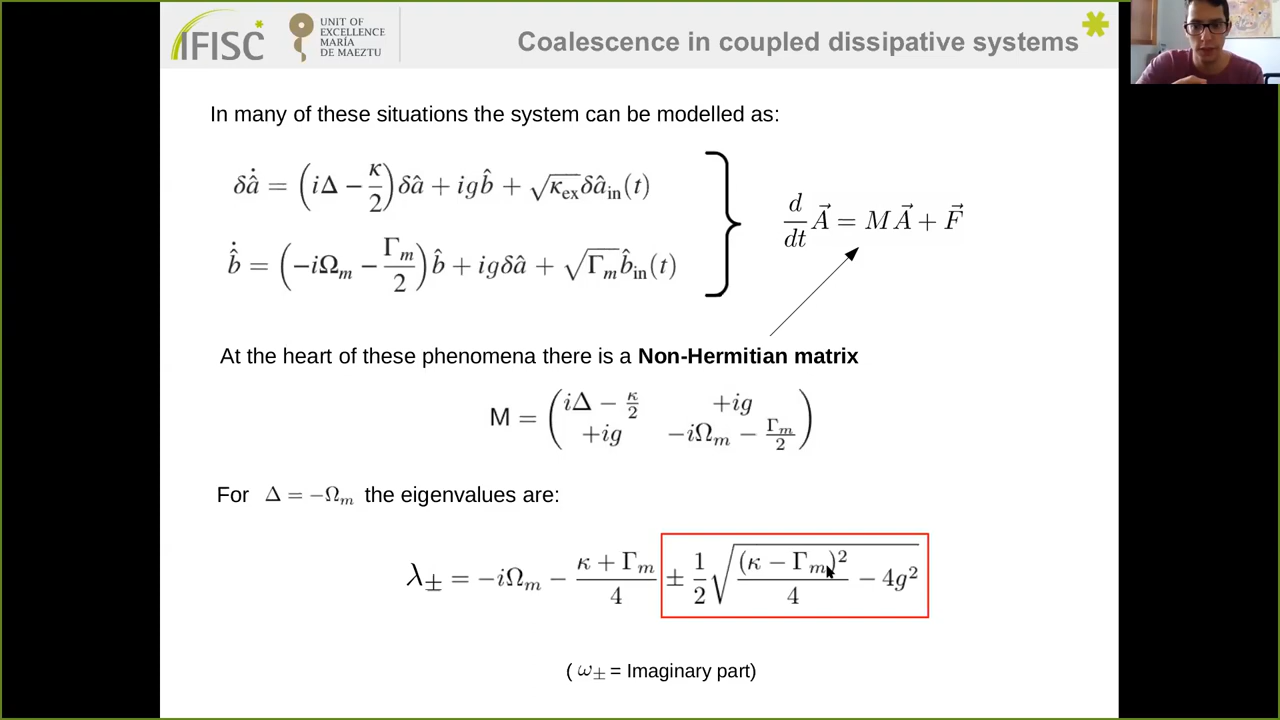 IFISC
UNIT OF
EXCELLENCE
MARÍA
DE MAEZTU
Coalescence in coupled dissipative systems
In many of these situations the system can be modelled as:
δȧ̂ = (iΔ − κ/2)δâ + igb̂ + √κ_ex δâ_in(t)
ḃ̂ = (−iΩ_m − Γ_m/2)b̂ + igδâ + √Γ_m b̂_in(t)
d/dt A⃗ = MA⃗ + F⃗
At the heart of these phenomena there is a Non-Hermitian matrix
M = ( iΔ − κ/2 +ig
+ig −iΩ_m − Γ_m/2 )
For Δ = −Ω_m the eigenvalues are:
λ_± = −iΩ_m − (κ + Γ_m)/4 ± 1/2 √((κ − Γ_m)²/4 − 4g²)
( ω_± = Imaginary part)